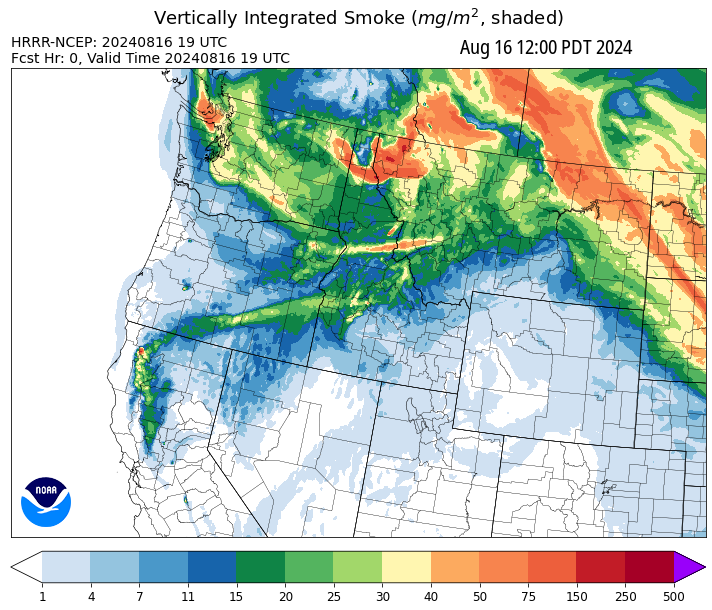 Vertically Integrated Smoke (mg/m², shaded)
HRRR-NCEP: 20240816 19 UTC
Aug 16 12:00 PDT 2024
Fcst Hr: 0, Valid Time 20240816 19 UTC
NOAA
1 4 7 11 15 20 25 30 40 50 75 150 250 500